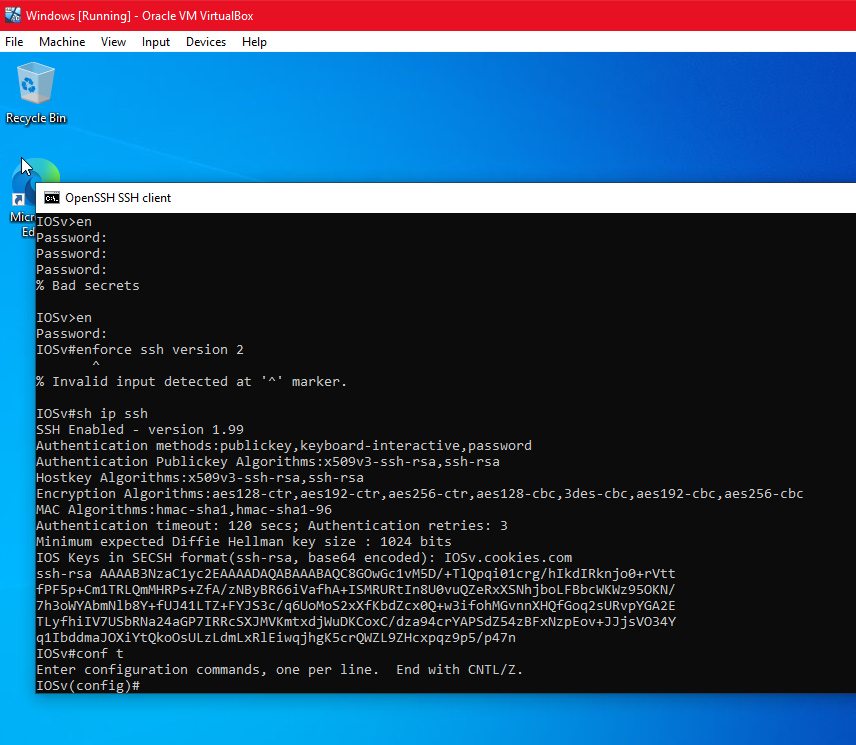 Windows [Running] - Oracle VM VirtualBox
File Machine View Input Devices Help
Recycle Bin
Micr
Ed
OpenSSH SSH client
IOSv>en
Password:
Password:
Password:
% Bad secrets
IOSv>en
Password:
IOSv#enforce ssh version 2
^
% Invalid input detected at '^' marker.
IOSv#sh ip ssh
SSH Enabled - version 1.99
Authentication methods:publickey,keyboard-interactive,password
Authentication Publickey Algorithms:x509v3-ssh-rsa,ssh-rsa
Hostkey Algorithms:x509v3-ssh-rsa,ssh-rsa
Encryption Algorithms:aes128-ctr,aes192-ctr,aes256-ctr,aes128-cbc,3des-cbc,aes192-cbc,aes256-cbc
MAC Algorithms:hmac-sha1,hmac-sha1-96
Authentication timeout: 120 secs; Authentication retries: 3
Minimum expected Diffie Hellman key size : 1024 bits
IOS Keys in SECSH format(ssh-rsa, base64 encoded): IOSv.cookies.com
ssh-rsa AAAAB3NzaC1yc2EAAAADAQABAAABAQC8GOwGc1vM5D/+TlQpqi01crg/hIkdIRknjo0+rVtt
fPF5p+Cm1TRLQmMHRPs+ZfA/zNByBR66iVafhA+ISMRURtIn8U0vuQZeRxXSNhjboLFBbcWKWz95OKN/
7h3oWYAbmNlb8Y+fUJ41LTZ+FYJS3c/q6UoMoS2xXfKbdZcx0Q+w3ifohMGvnnXHQfGoq2sURvpYGA2E
TLyfhiIV7USbRNa24aGP7IRRcSXJMVKmtxdjWuDKCoxC/dza94crYAPSdZ54zBFxNzpEov+JJjsVO34Y
q1IbddmaJOXiYtQkoOsULzLdmLxRlEiwqjhgK5crQWZL9ZHcxpqz9p5/p47n
IOSv#conf t
Enter configuration commands, one per line.  End with CNTL/Z.
IOSv(config)#